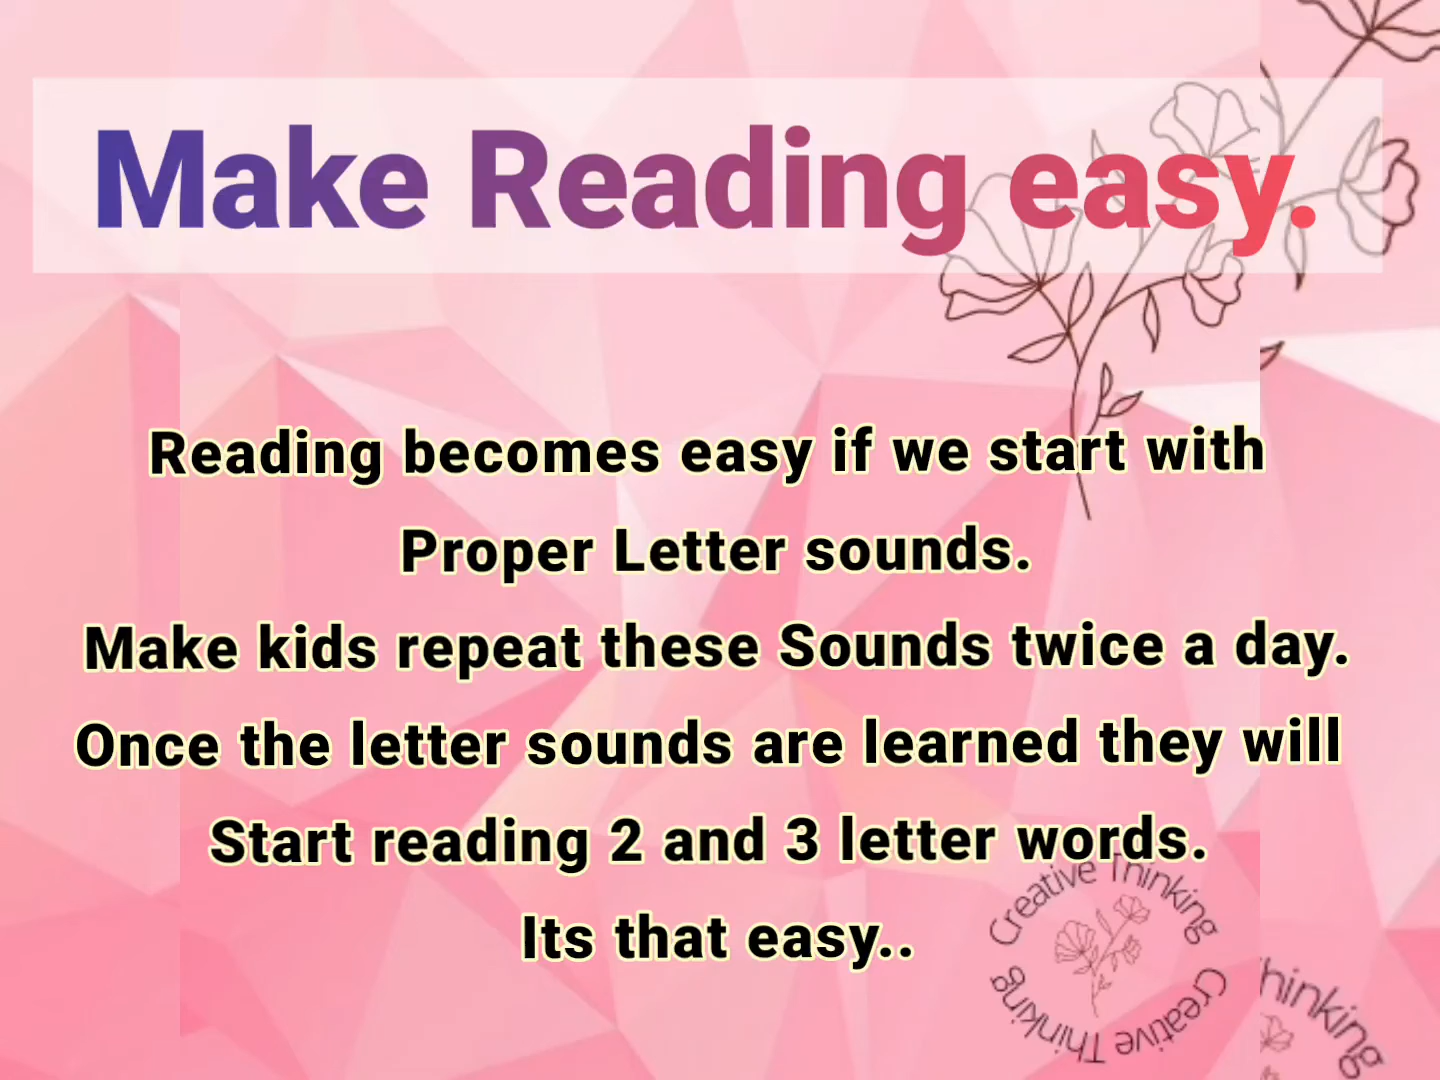 Make Reading easy.
Reading becomes easy if we start with
Proper Letter sounds.
Make kids repeat these Sounds twice a day.
Once the letter sounds are learned they will
Start reading 2 and 3 letter words.
Its that easy..
Creative Thinking
Creative Thinking
Thinking